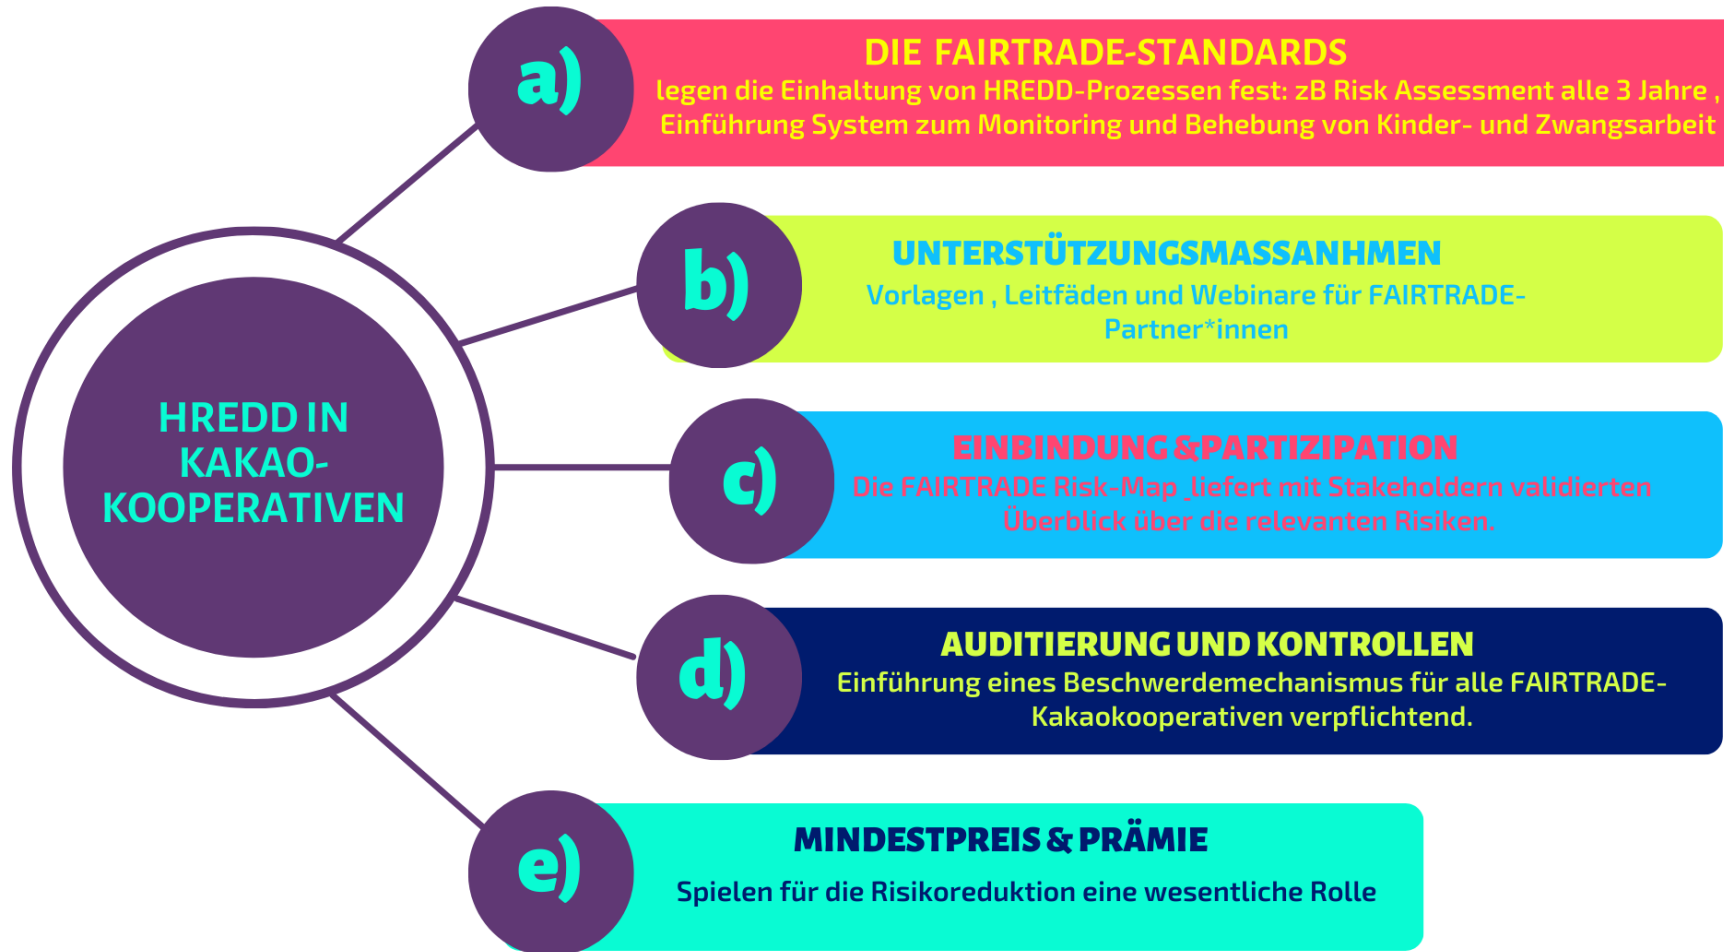 HREDD IN
KAKAO-
KOOPERATIVEN
a)
DIE FAIRTRADE-STANDARDS
legen die Einhaltung von HREDD-Prozessen fest: zB Risk Assessment alle 3 Jahre ,
Einführung System zum Monitoring und Behebung von Kinder- und Zwangsarbeit
b)
UNTERSTÜTZUNGSMASSANHMEN
Vorlagen , Leitfäden und Webinare für FAIRTRADE-
Partner*innen
c)
EINBINDUNG &PARTIZIPATION
Die FAIRTRADE Risk-Map liefert mit Stakeholdern validierten
Überblick über die relevanten Risiken.
d)
AUDITIERUNG UND KONTROLLEN
Einführung eines Beschwerdemechanismus für alle FAIRTRADE-
Kakaokooperativen verpflichtend.
e)
MINDESTPREIS & PRÄMIE
Spielen für die Risikoreduktion eine wesentliche Rolle